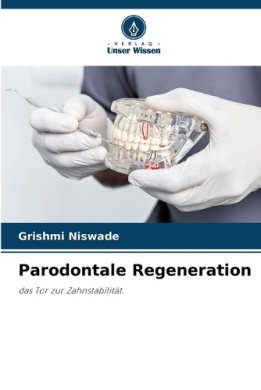 VERLAG
Unser Wissen
Grishmi Niswade
Parodontale Regeneration
das Tor zur Zahnstabilität.